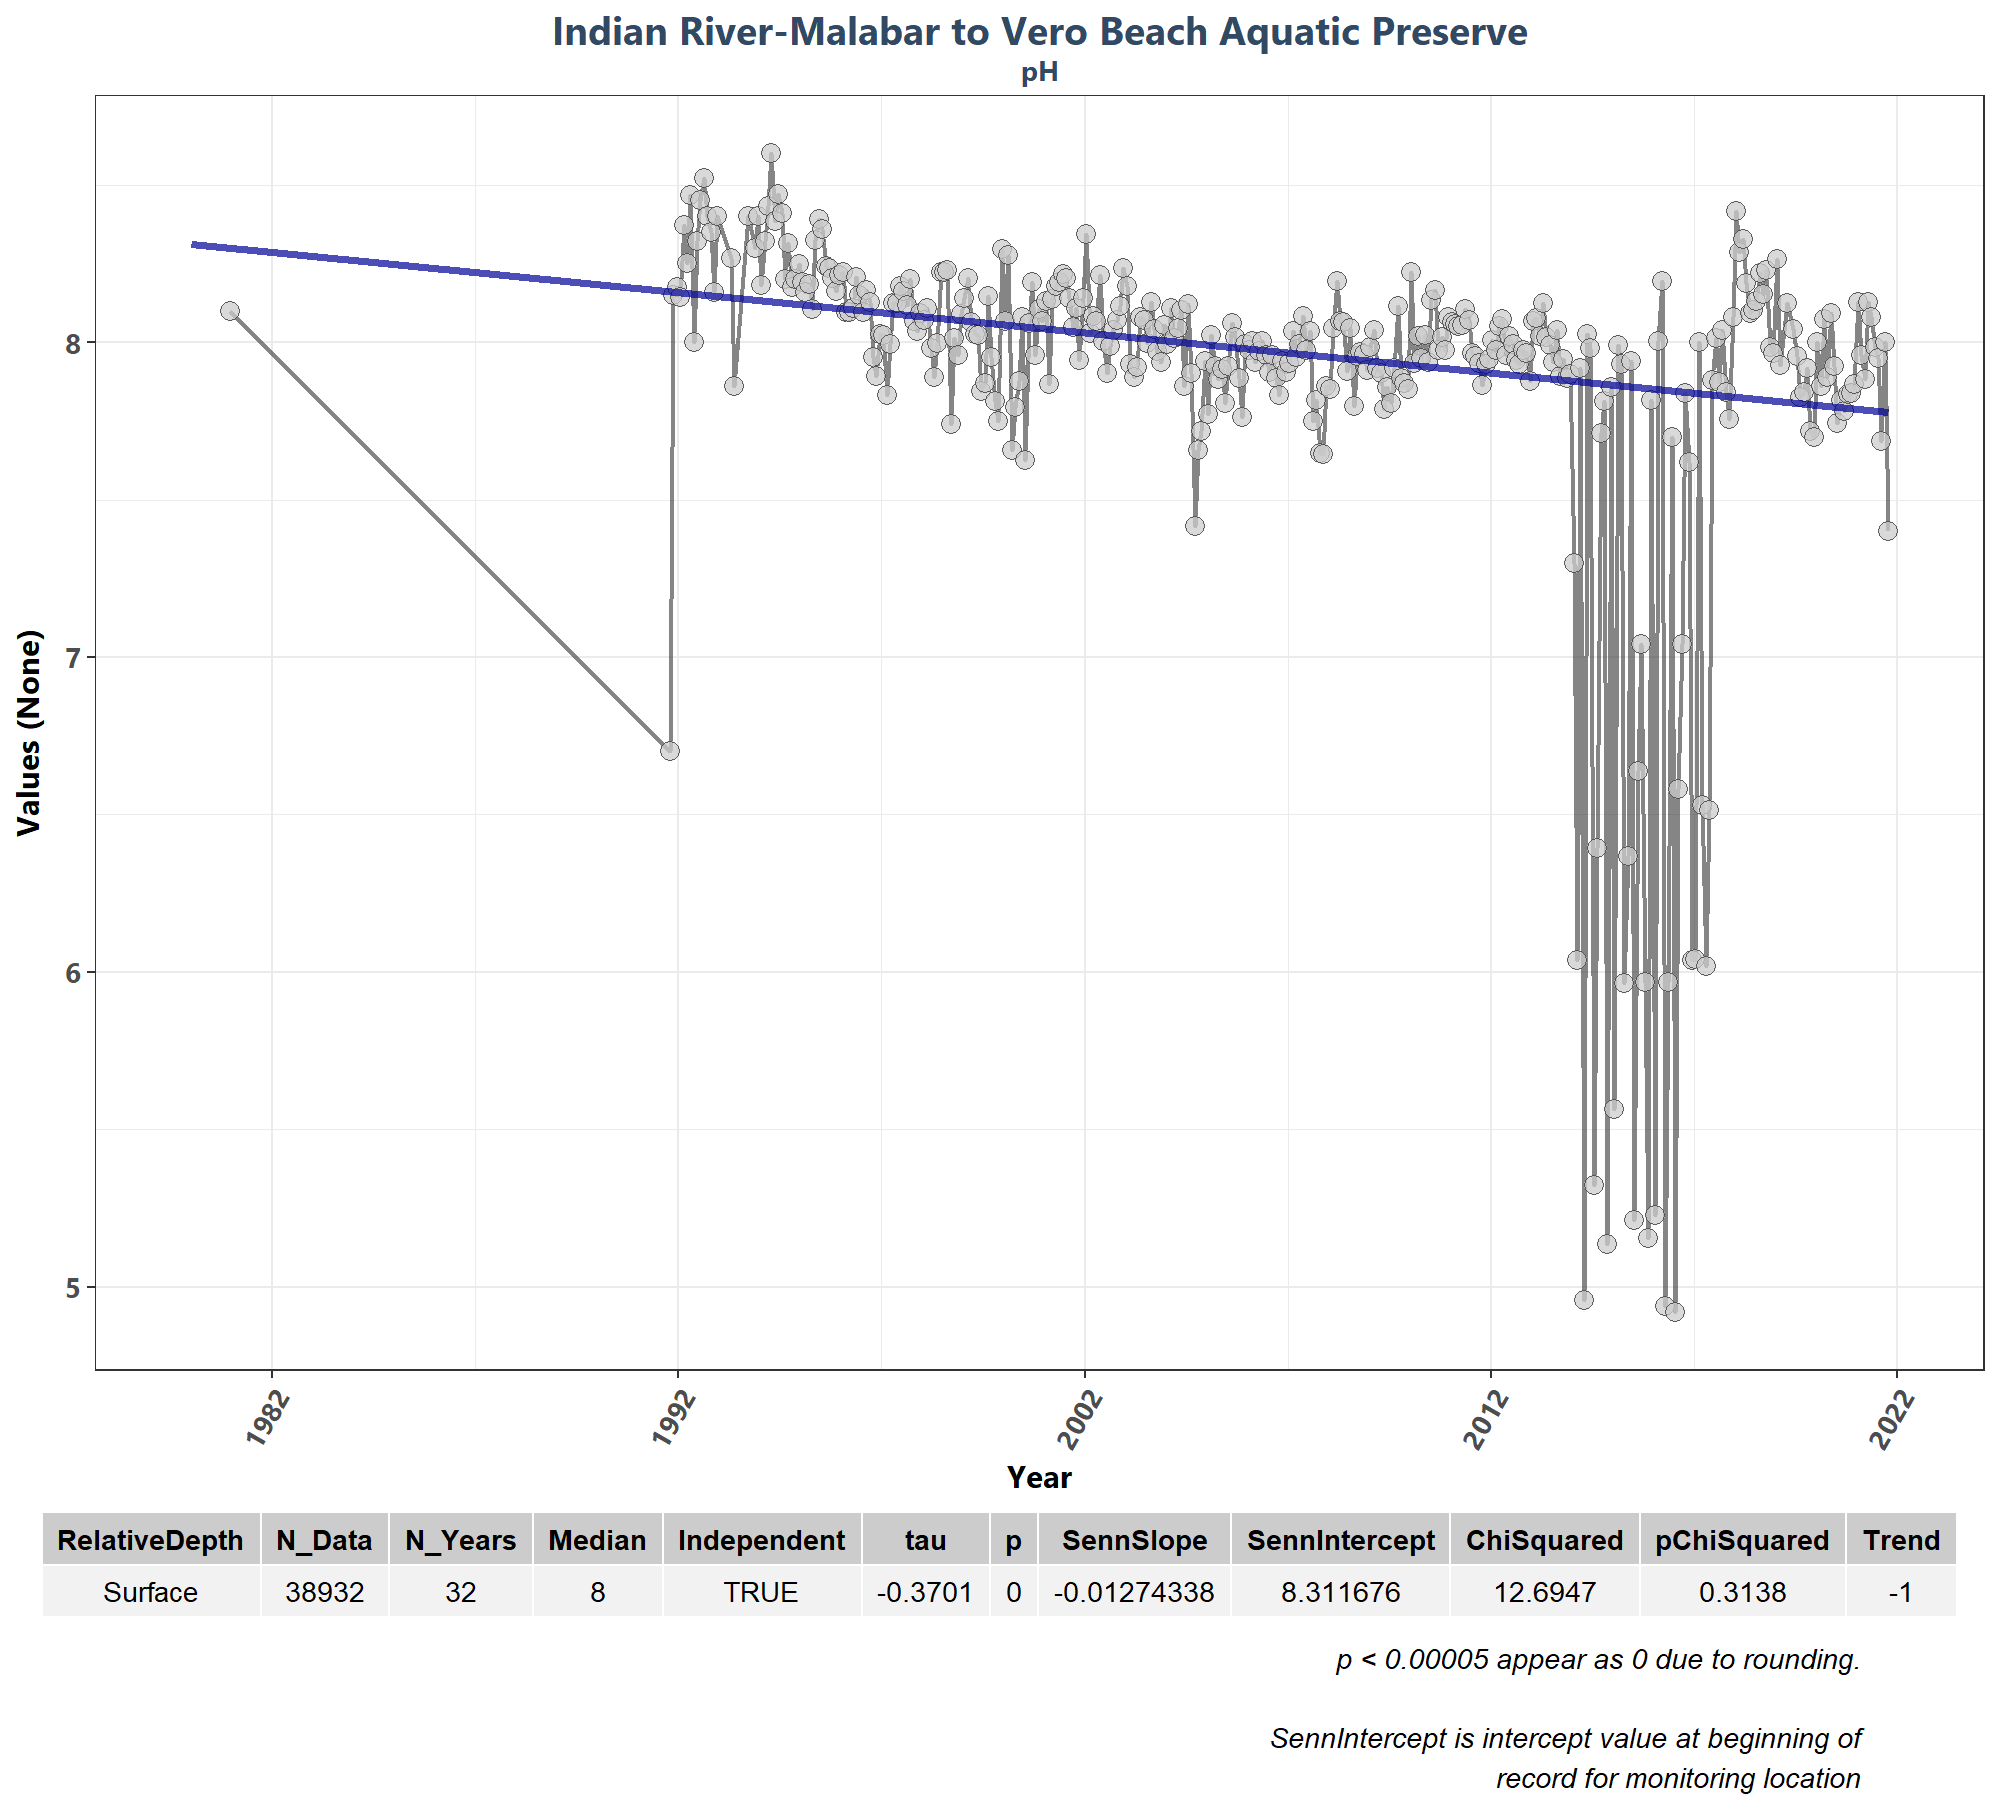 Indian River-Malabar to Vero Beach Aquatic Preserve
pH
Values (None)
8
7
6
5
1982
1992
2002
2012
2022
Year
RelativeDepth N_Data N_Years Median Independent tau p SennSlope SennIntercept ChiSquared pChiSquared Trend
Surface 38932 32 8 TRUE -0.3701 0 -0.01274338 8.311676 12.6947 0.3138 -1
p < 0.00005 appear as 0 due to rounding.
SennIntercept is intercept value at beginning of
record for monitoring location